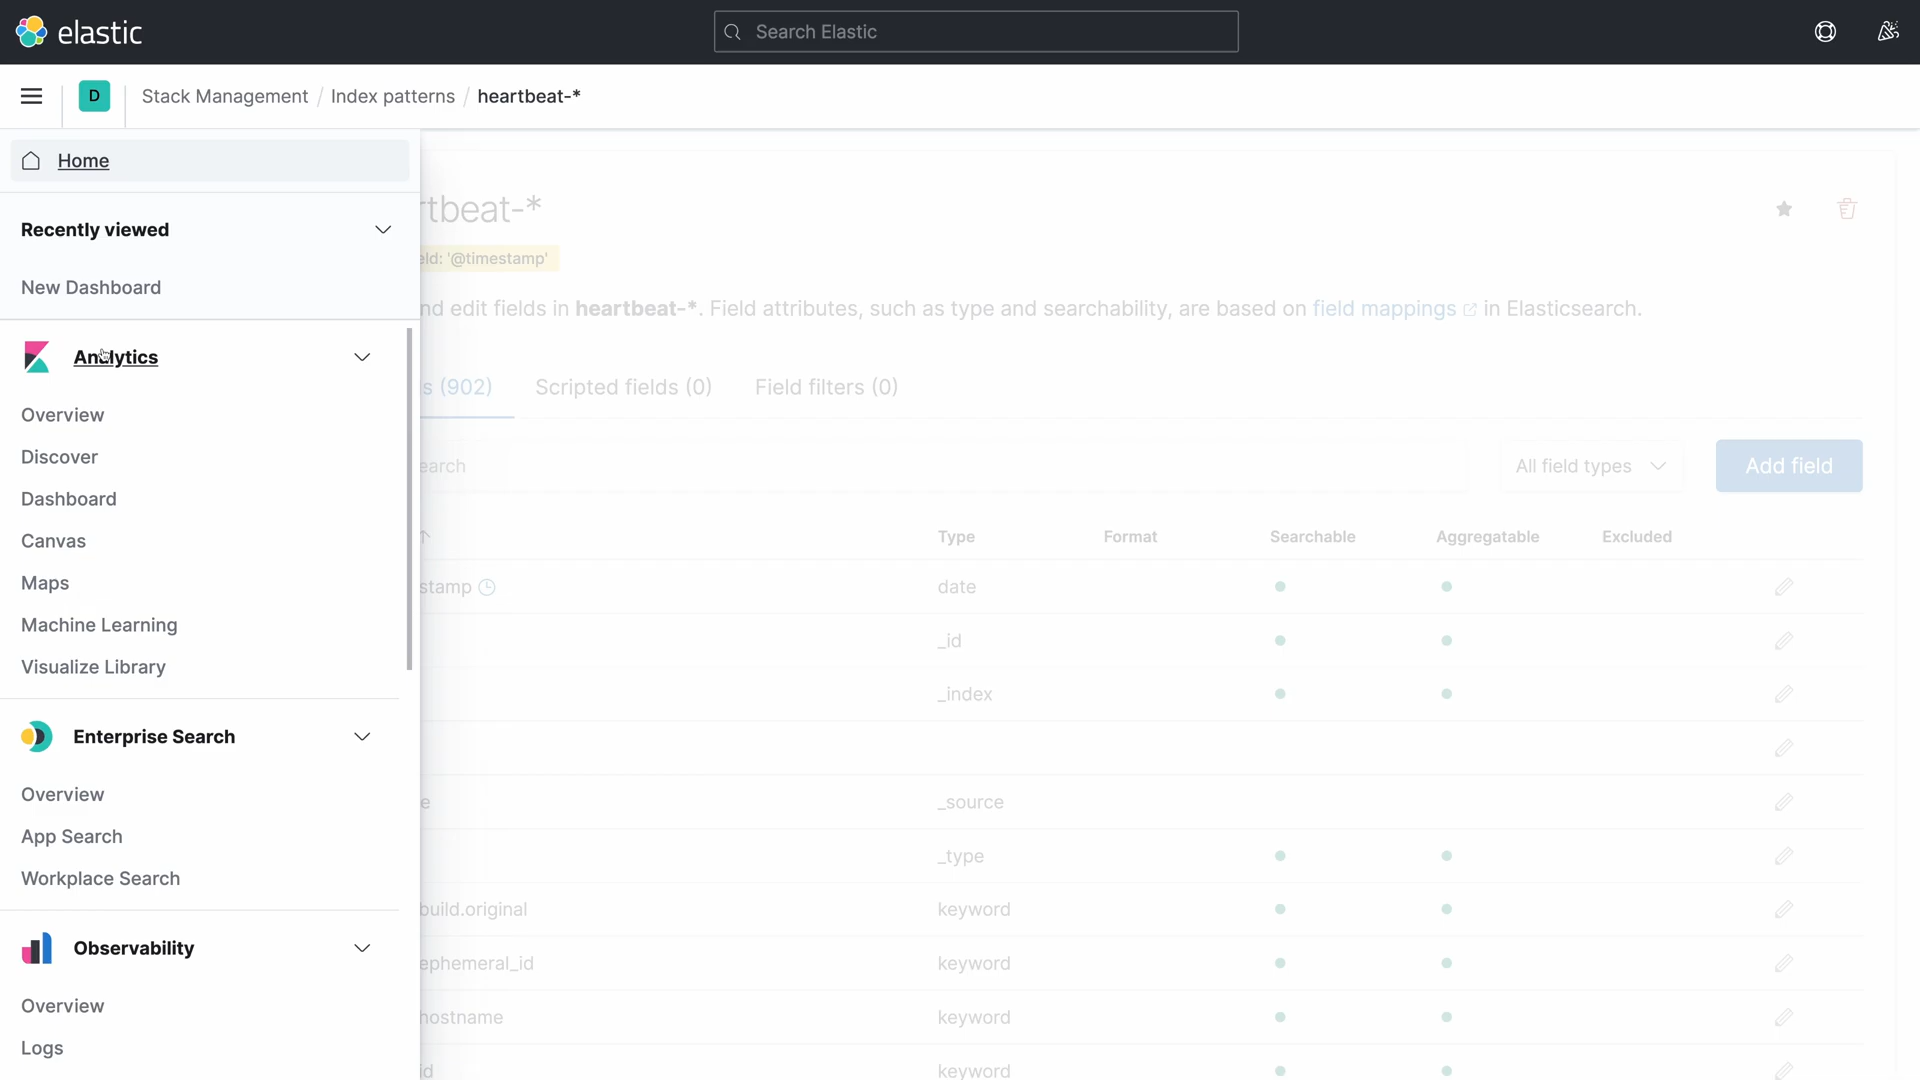 elastic
Search Elastic
D
Stack Management / Index patterns / heartbeat-*
Home
Recently viewed
New Dashboard
Analytics
Overview
Discover
Dashboard
Canvas
Maps
Machine Learning
Visualize Library
Enterprise Search
Overview
App Search
Workplace Search
Observability
Overview
Logs
rtbeat-*
eld: '@timestamp'
nd edit fields in heartbeat-*. Field attributes, such as type and searchability, are based on field mappings in Elasticsearch.
s (902) Scripted fields (0) Field filters (0)
earch All field types Add field
Type Format Searchable Aggregatable Excluded
stamp date
_id
_index
e _source
_type
build.original keyword
ephemeral_id keyword
hostname keyword
id keyword